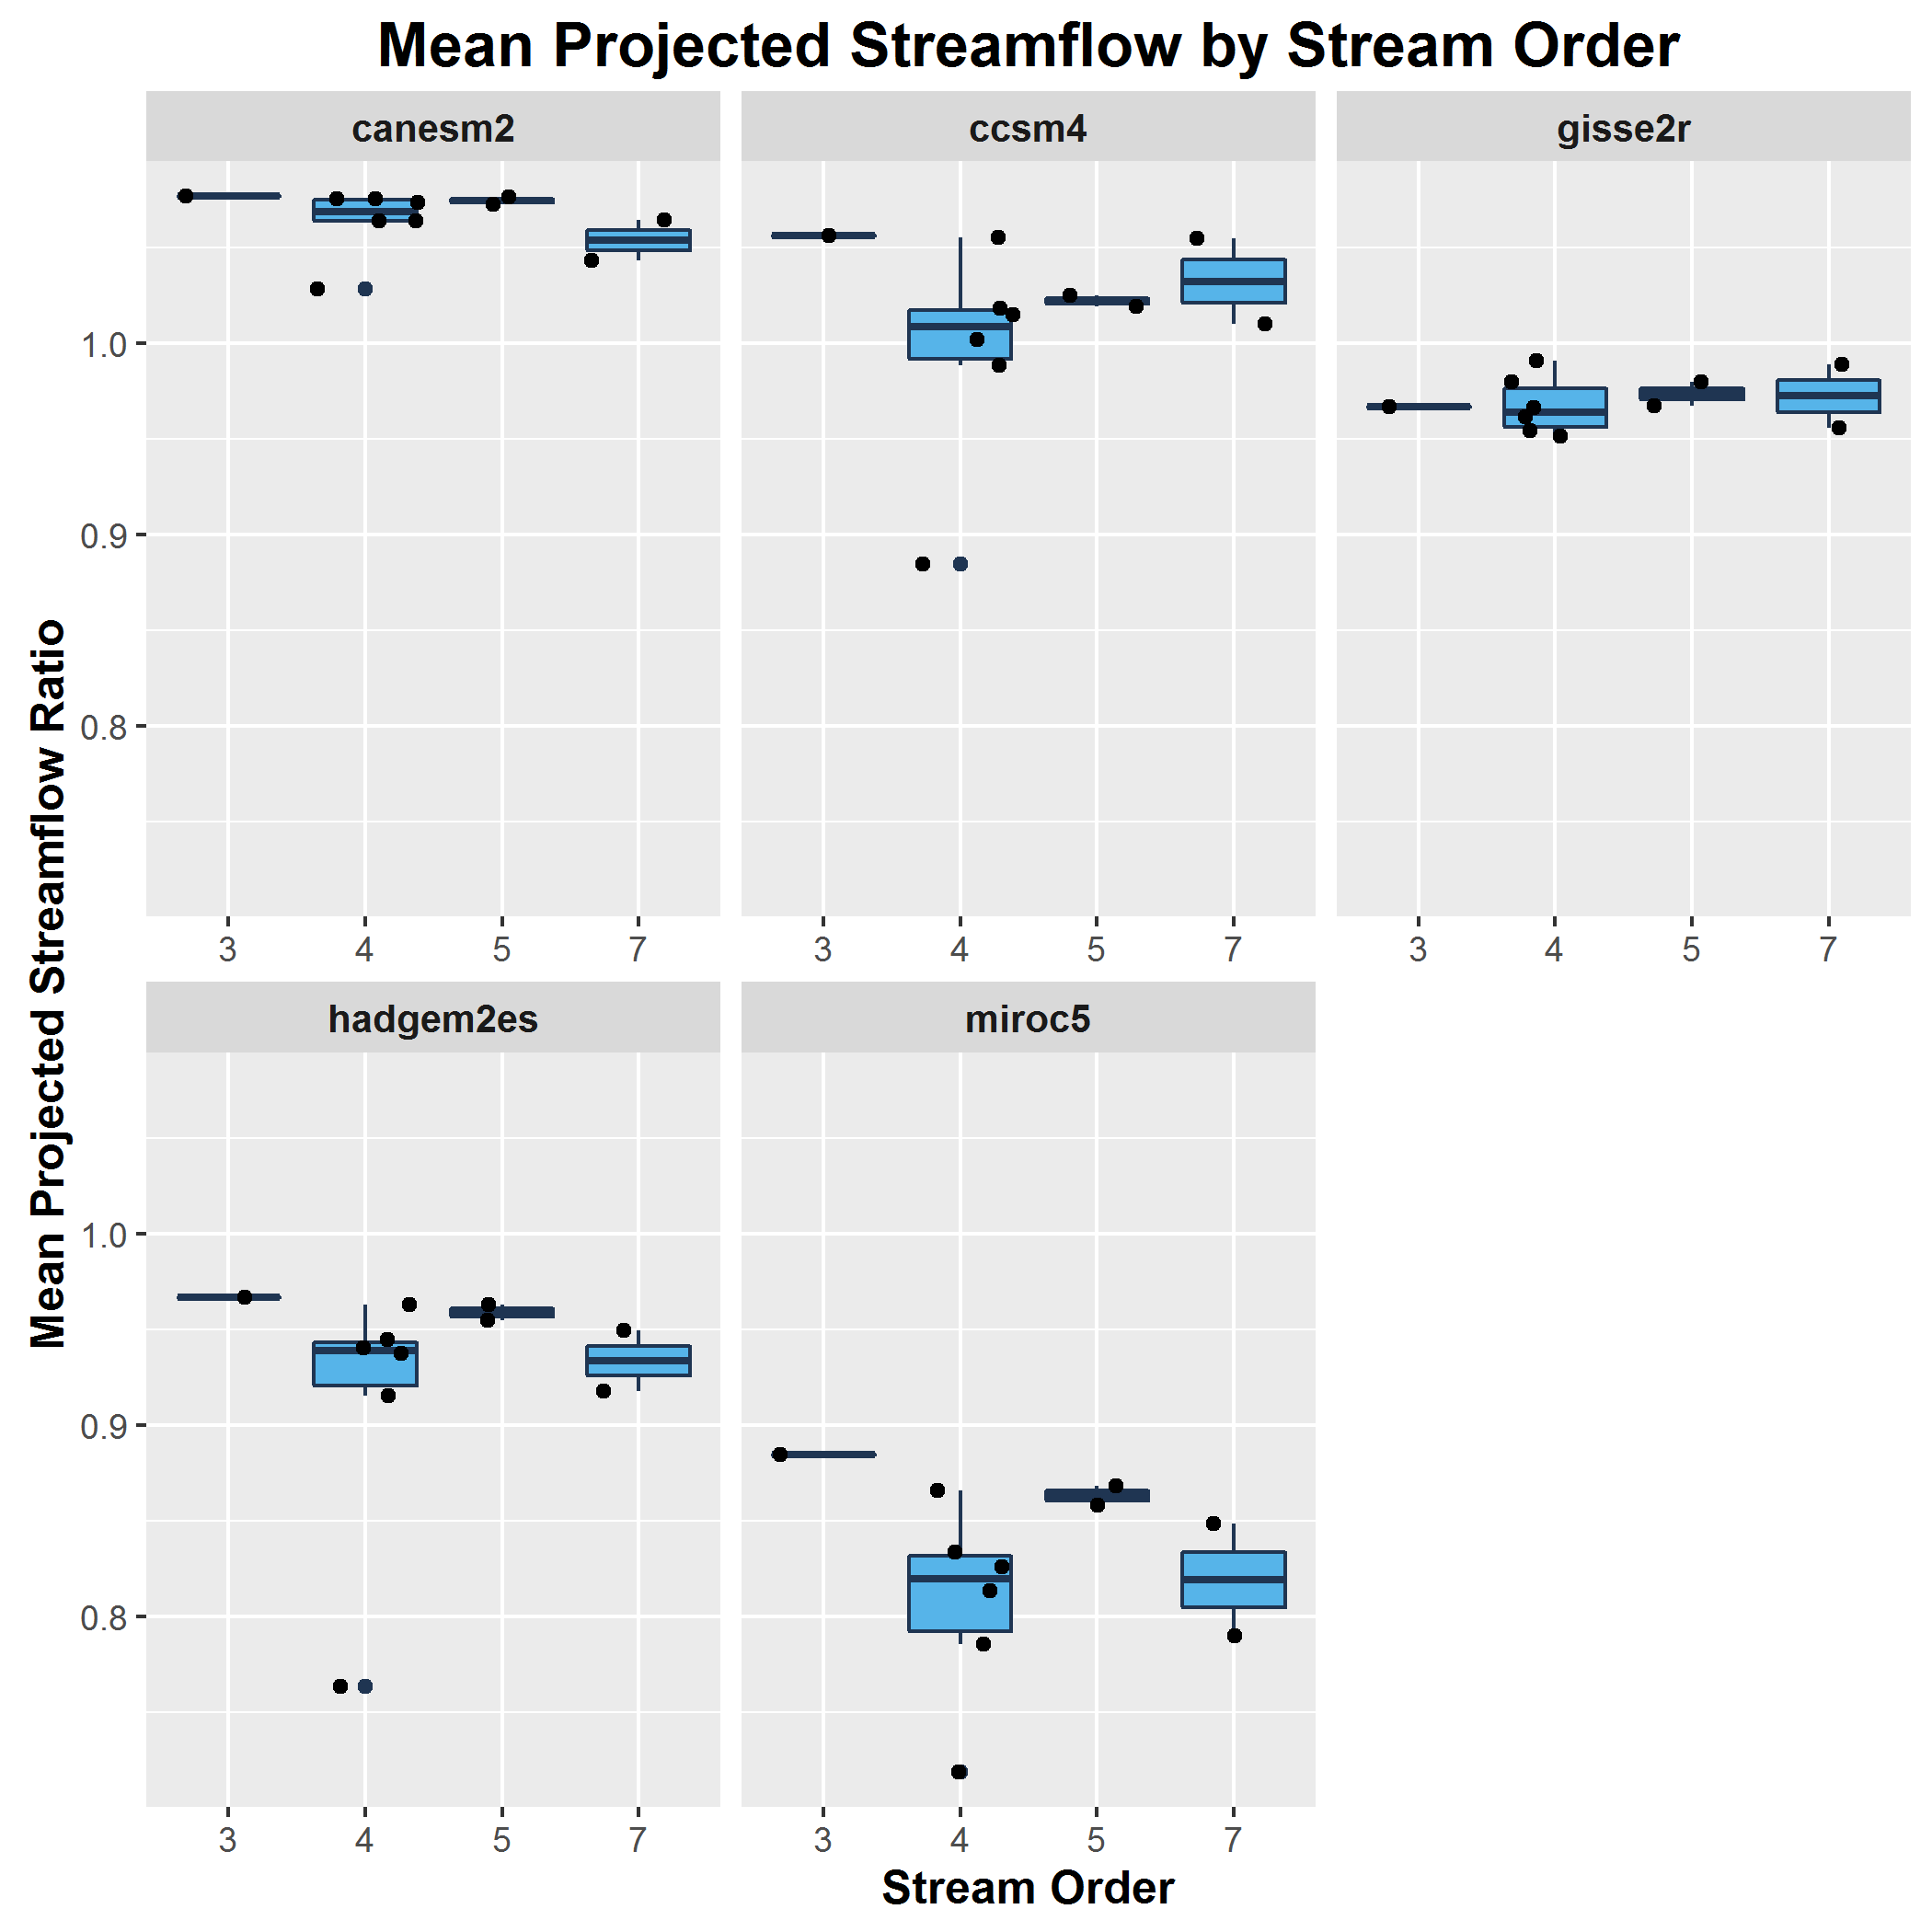 Mean Projected Streamflow by Stream Order
canesm2 ccsm4 gisse2r
1.0
0.9
0.8
3 4 5 7 3 4 5 7 3 4 5 7
Mean Projected Streamflow Ratio
hadgem2es miroc5
1.0
0.9
0.8
3 4 5 7 3 4 5 7
Stream Order